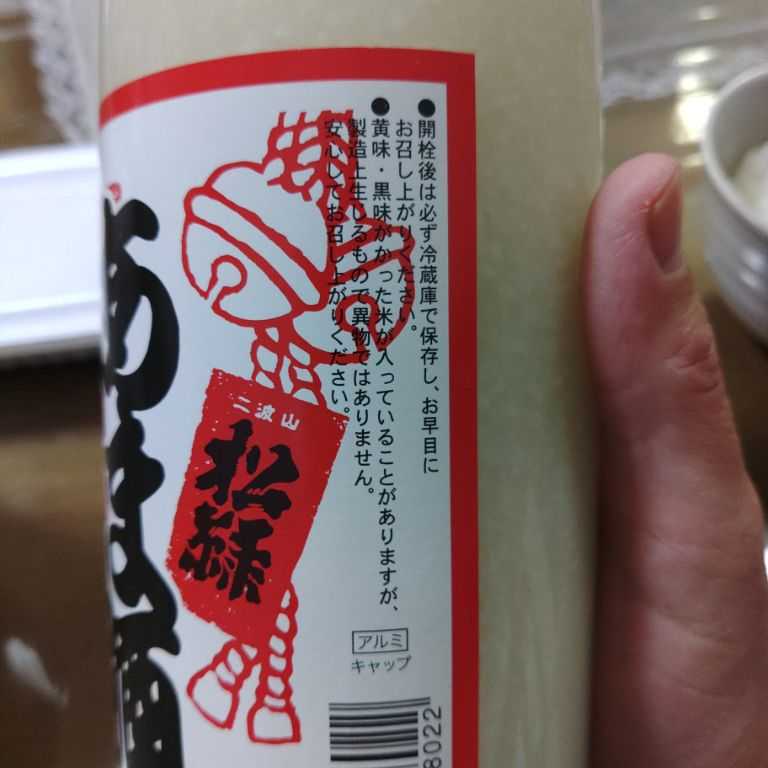 ●開栓後は必ず冷蔵庫で保存し、お早目に
お召し上がりください。
●黄味・黒味がかった米が入っていることがありますが、
製造上生じるもので異物ではありません。
安心してお召し上がりください。
二波山
松緑
あま酒
アルミ
キャップ
8022